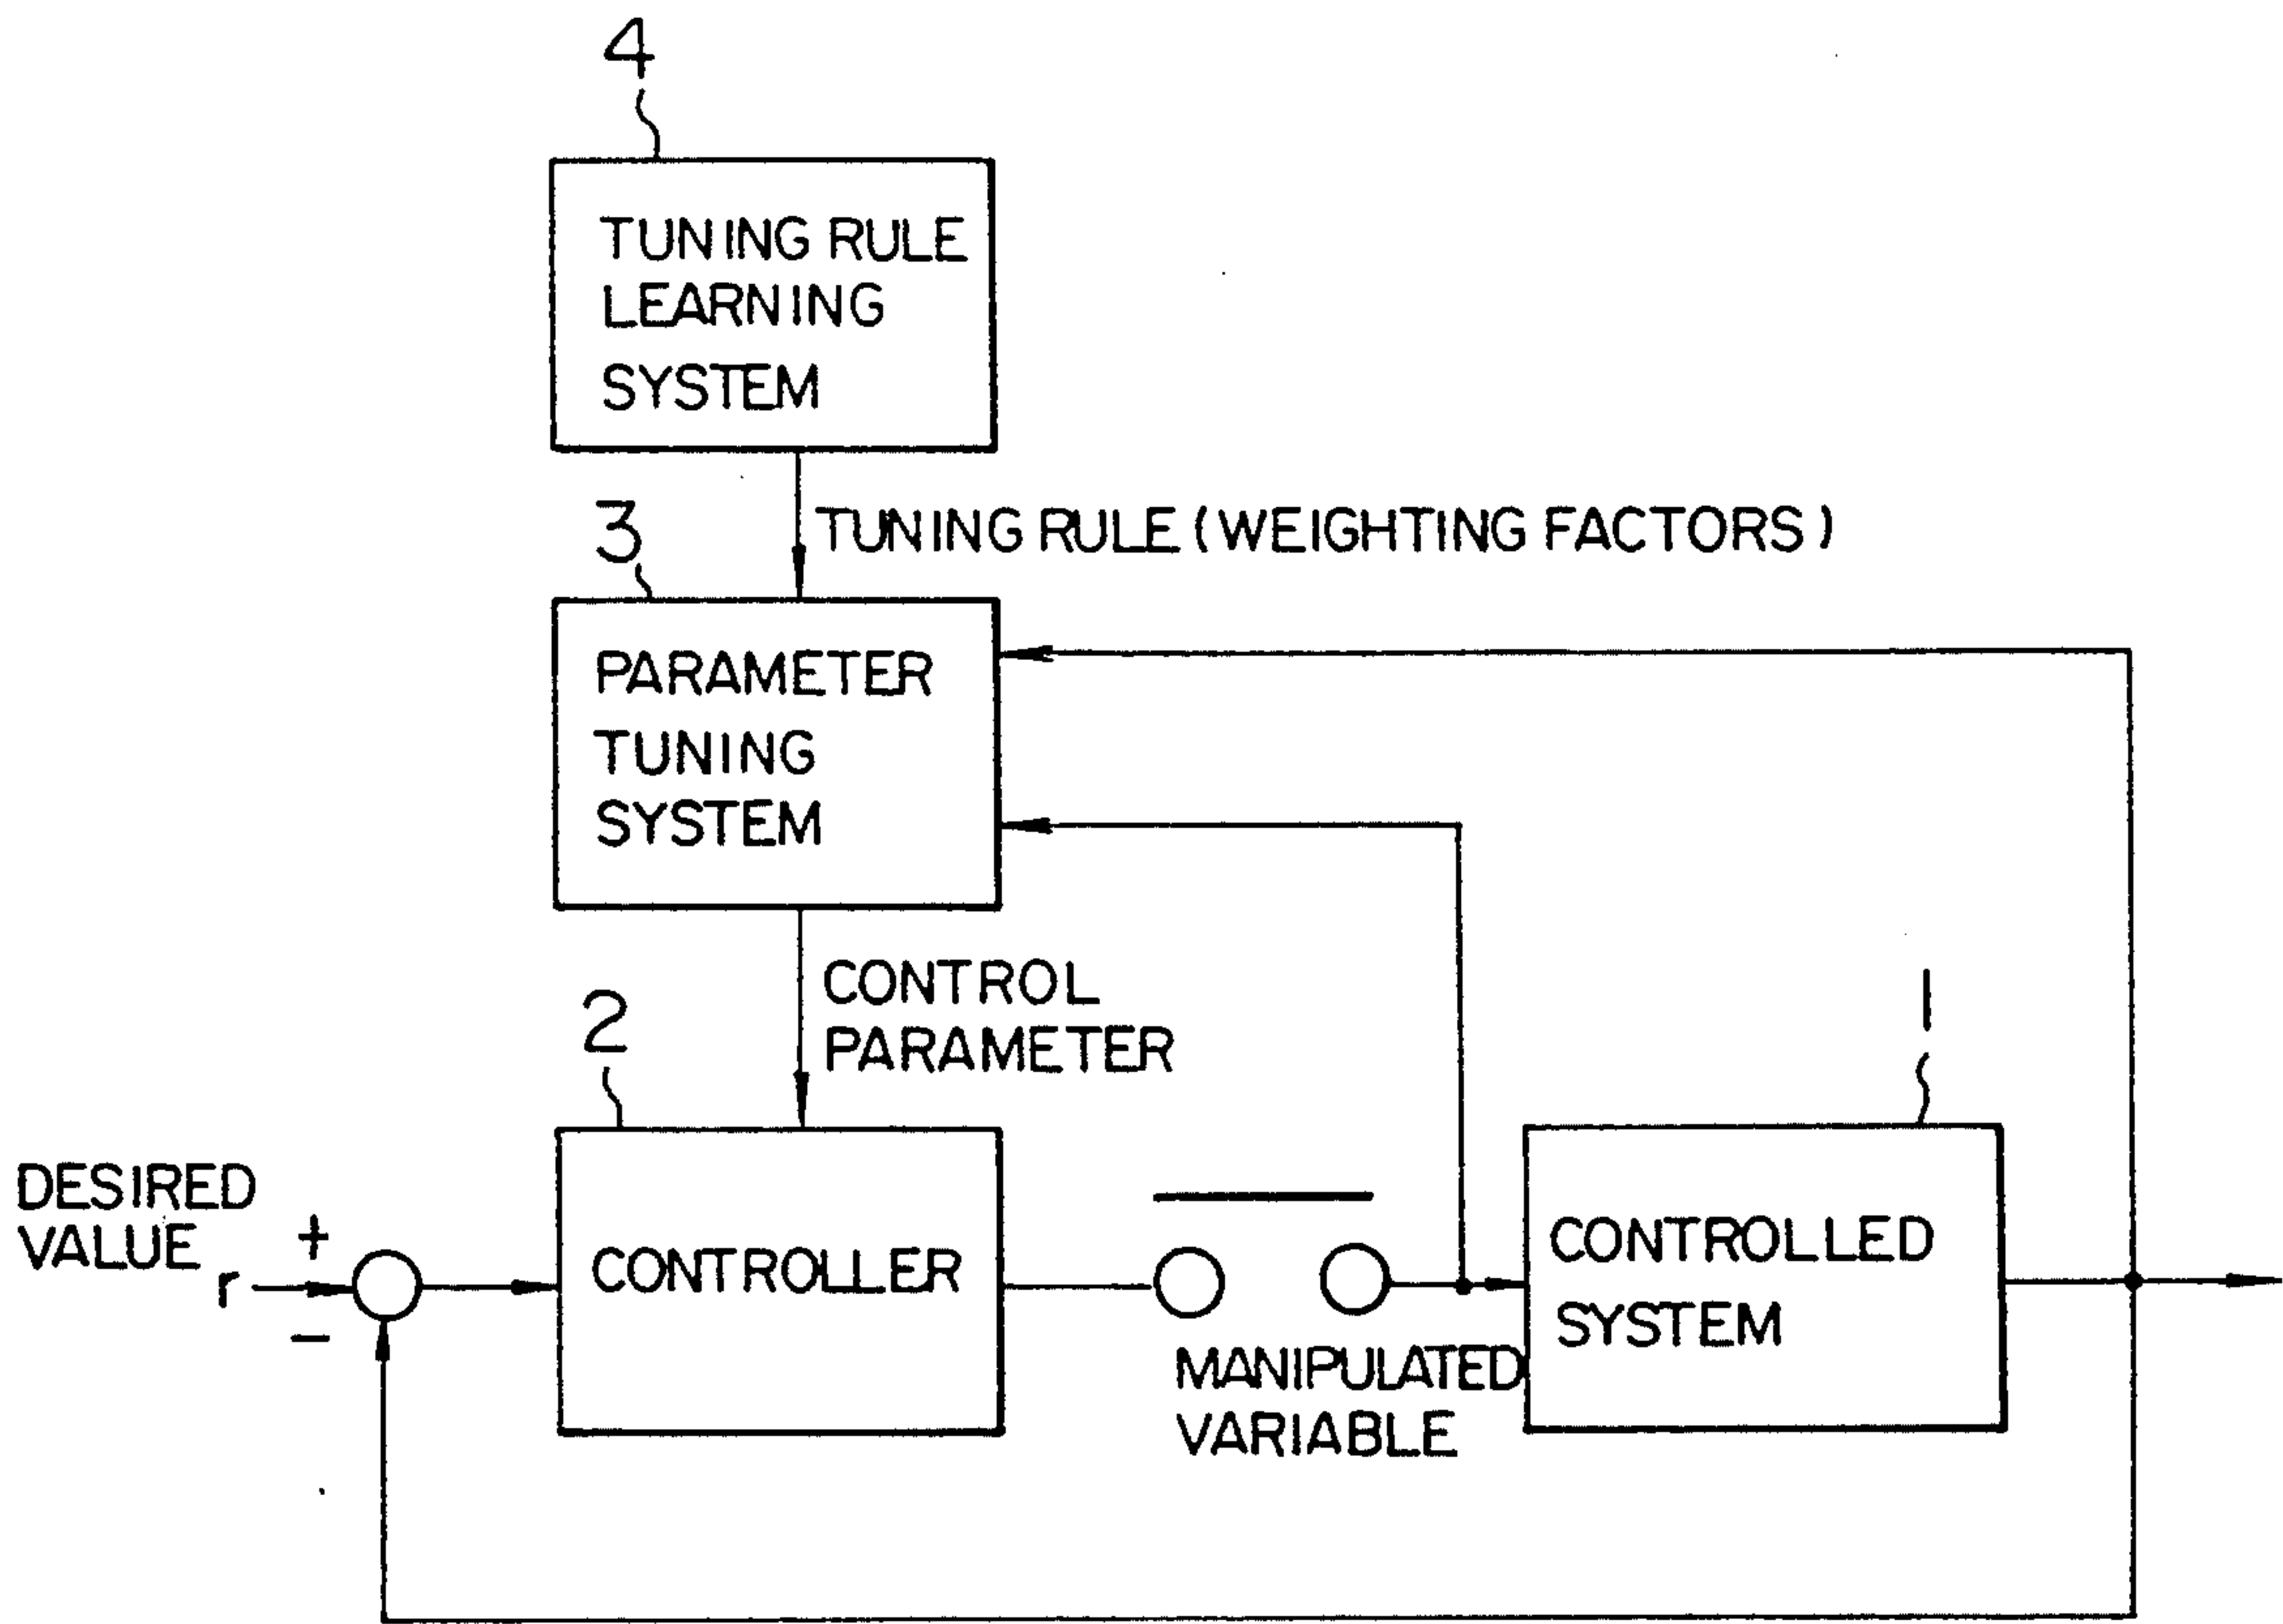 4
TUNING RULE
LEARNING
SYSTEM
3
TUNING RULE (WEIGHTING FACTORS)
PARAMETER
TUNING
SYSTEM
CONTROL
PARAMETER
2
1
DESIRED
VALUE
r
+
−
CONTROLLER
MANIPULATED
VARIABLE
CONTROLLED
SYSTEM